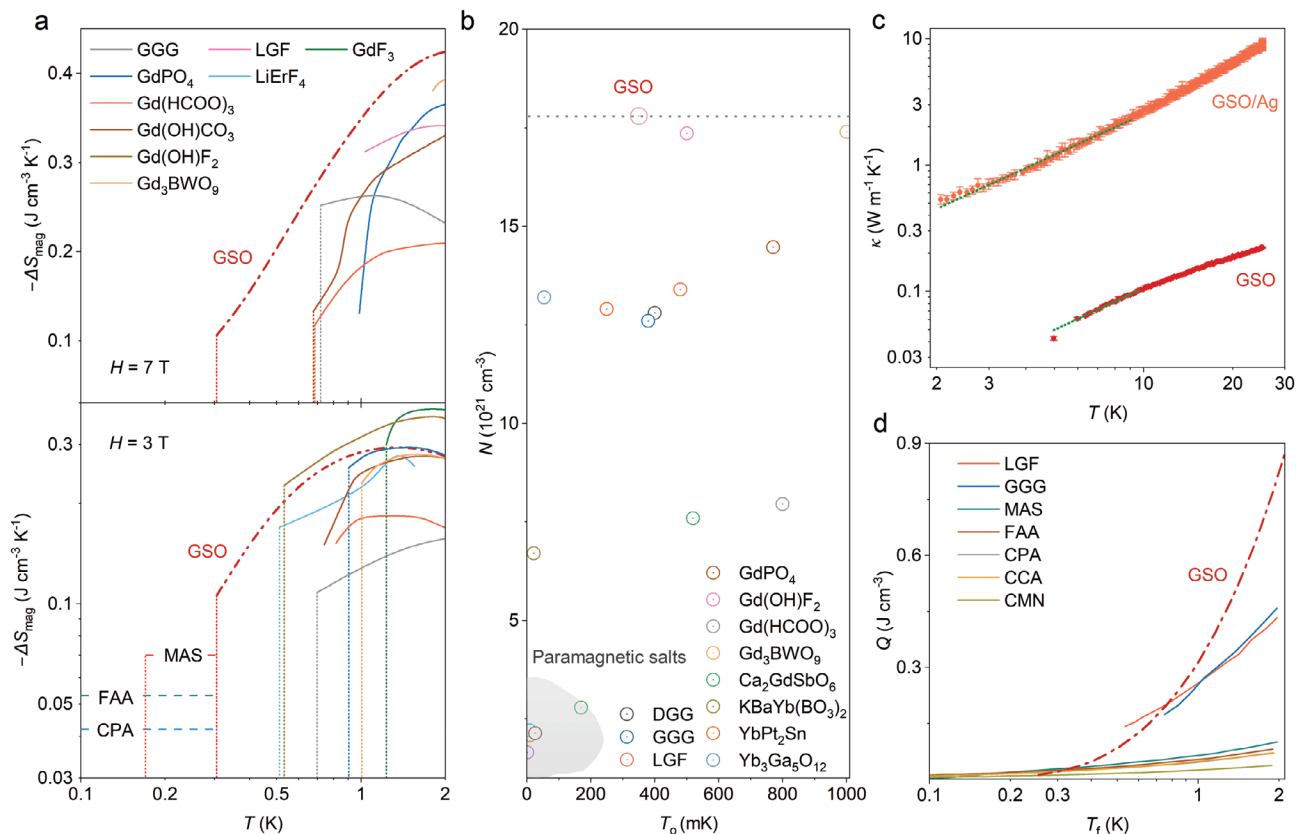 a
GGG
LGF
GdF3
GdPO4
LiErF4
Gd(HCOO)3
Gd(OH)CO3
Gd(OH)F2
Gd3BWO9
GSO
H = 7 T
0.4
0.3
0.2
0.1
−ΔSmag (J cm−3 K−1)
H = 3 T
GSO
MAS
FAA
CPA
0.3
0.1
0.05
0.03
−ΔSmag (J cm−3 K−1)
0.1
0.2
0.5
1
2
T (K)
b
20
15
10
5
N (1021 cm−3)
GSO
Paramagnetic salts
DGG
GGG
LGF
GdPO4
Gd(OH)F2
Gd(HCOO)3
Gd3BWO9
Ca2GdSbO6
KBaYb(BO3)2
YbPt2Sn
Yb3Ga5O12
0
200
400
600
800
1000
To (mK)
c
10
3
1
0.3
0.1
0.03
κ (W m−1 K−1)
GSO/Ag
GSO
2
3
10
20
30
T (K)
d
0.9
0.6
0.3
Q (J cm−3)
LGF
GGG
MAS
FAA
CPA
CCA
CMN
GSO
0.1
0.3
1
2
Tf (K)